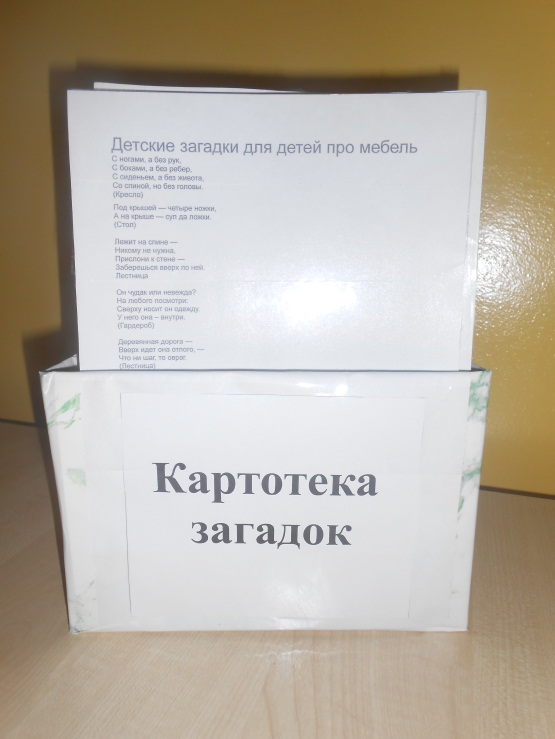 Детские загадки для детей про мебель
С ногами, а без рук,
С боками, а без ребер,
С сиденьем, а без живота,
Со спиной, но без головы.
(Кресло)
Под крышей — четыре ножки,
А на крыше — суп да ложки.
(Стол)
Лежит на спине —
Никому не нужна,
Прислони к стене —
Заберешься вверх по ней.
Лестница
Он чудак или невежда?
На любого посмотри:
Сверху носит он одежду,
У него она – внутри.
(Гардероб)
Деревянная дорога —
Вверх идет она отлого, —
Что ни шаг, то овраг.
(Лестница)
Картотека
загадок